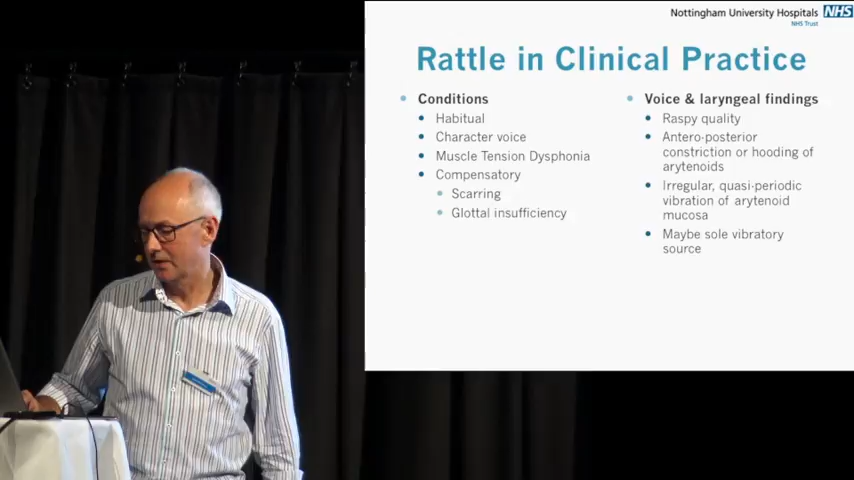 Nottingham University Hospitals NHS
NHS Trust
Rattle in Clinical Practice
Conditions
Habitual
Character voice
Muscle Tension Dysphonia
Compensatory
Scarring
Glottal insufficiency
Voice & laryngeal findings
Raspy quality
Antero-posterior
constriction or hooding of
arytenoids
Irregular, quasi-periodic
vibration of arytenoid
mucosa
Maybe sole vibratory
source